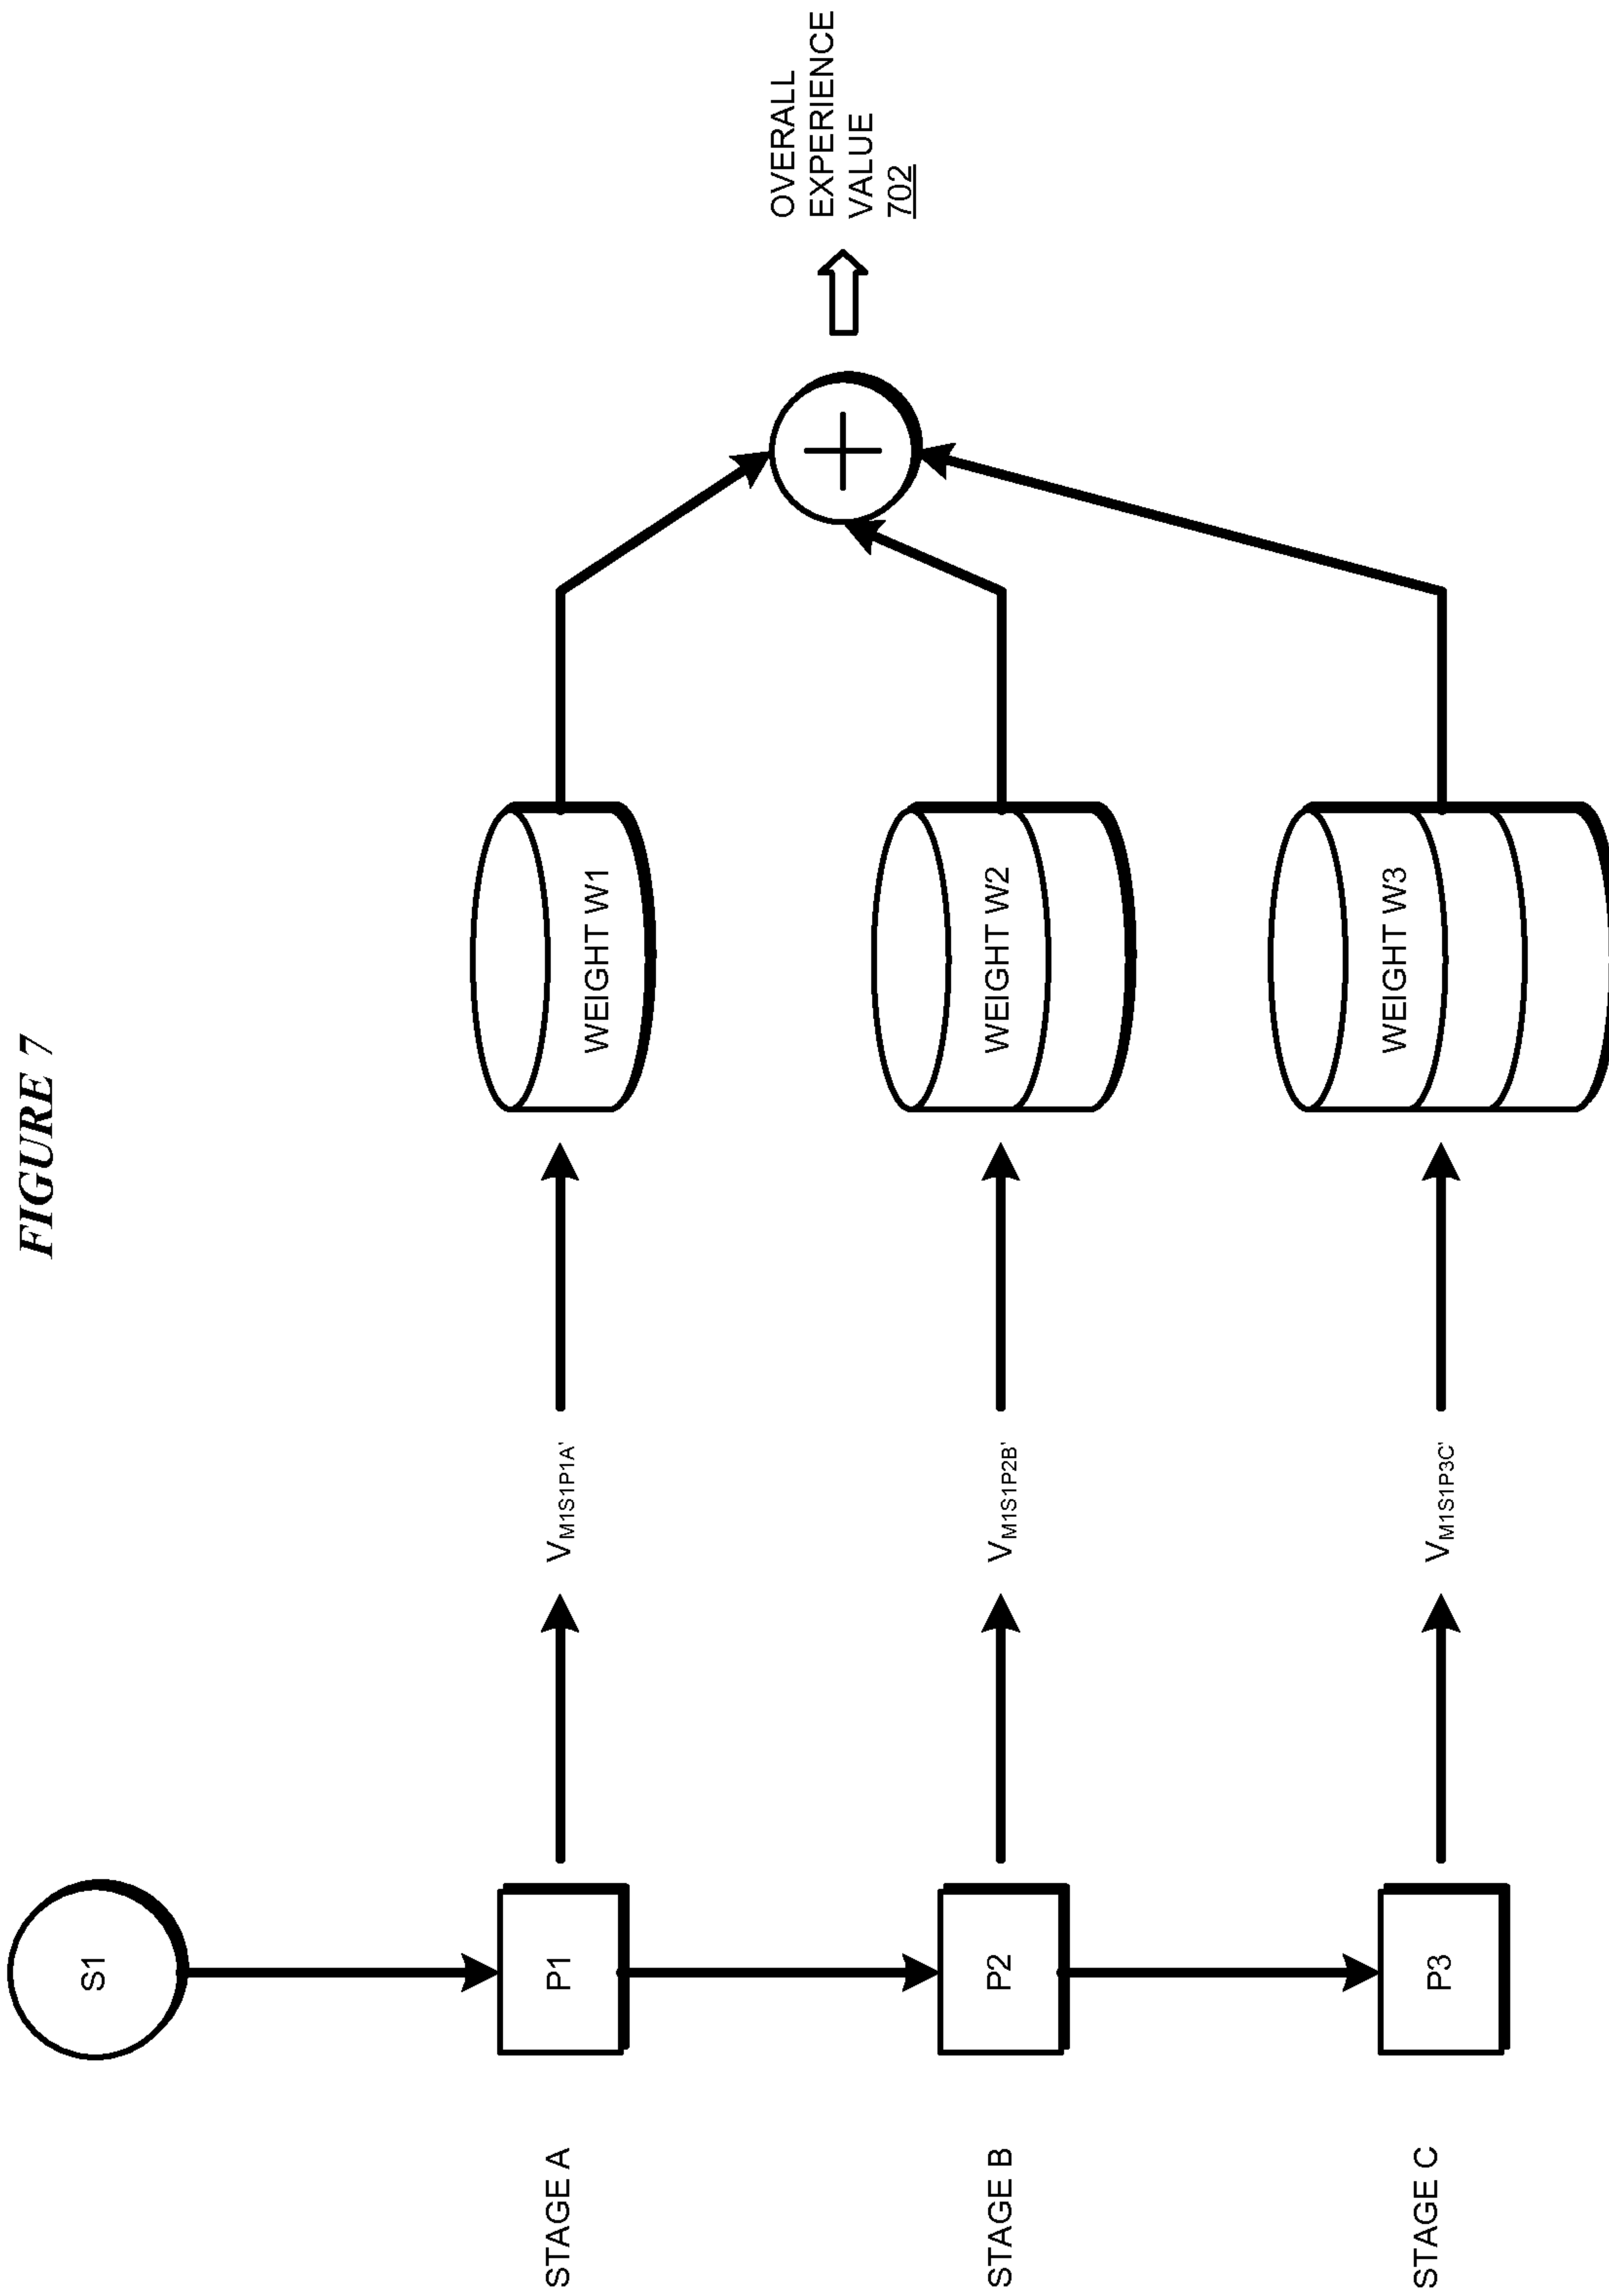 FIGURE 7
S1
STAGE A
P1
VM1S1P1A'
WEIGHT W1
STAGE B
P2
VM1S1P2B'
WEIGHT W2
OVERALL
EXPERIENCE
VALUE
702
STAGE C
P3
VM1S1P3C'
WEIGHT W3